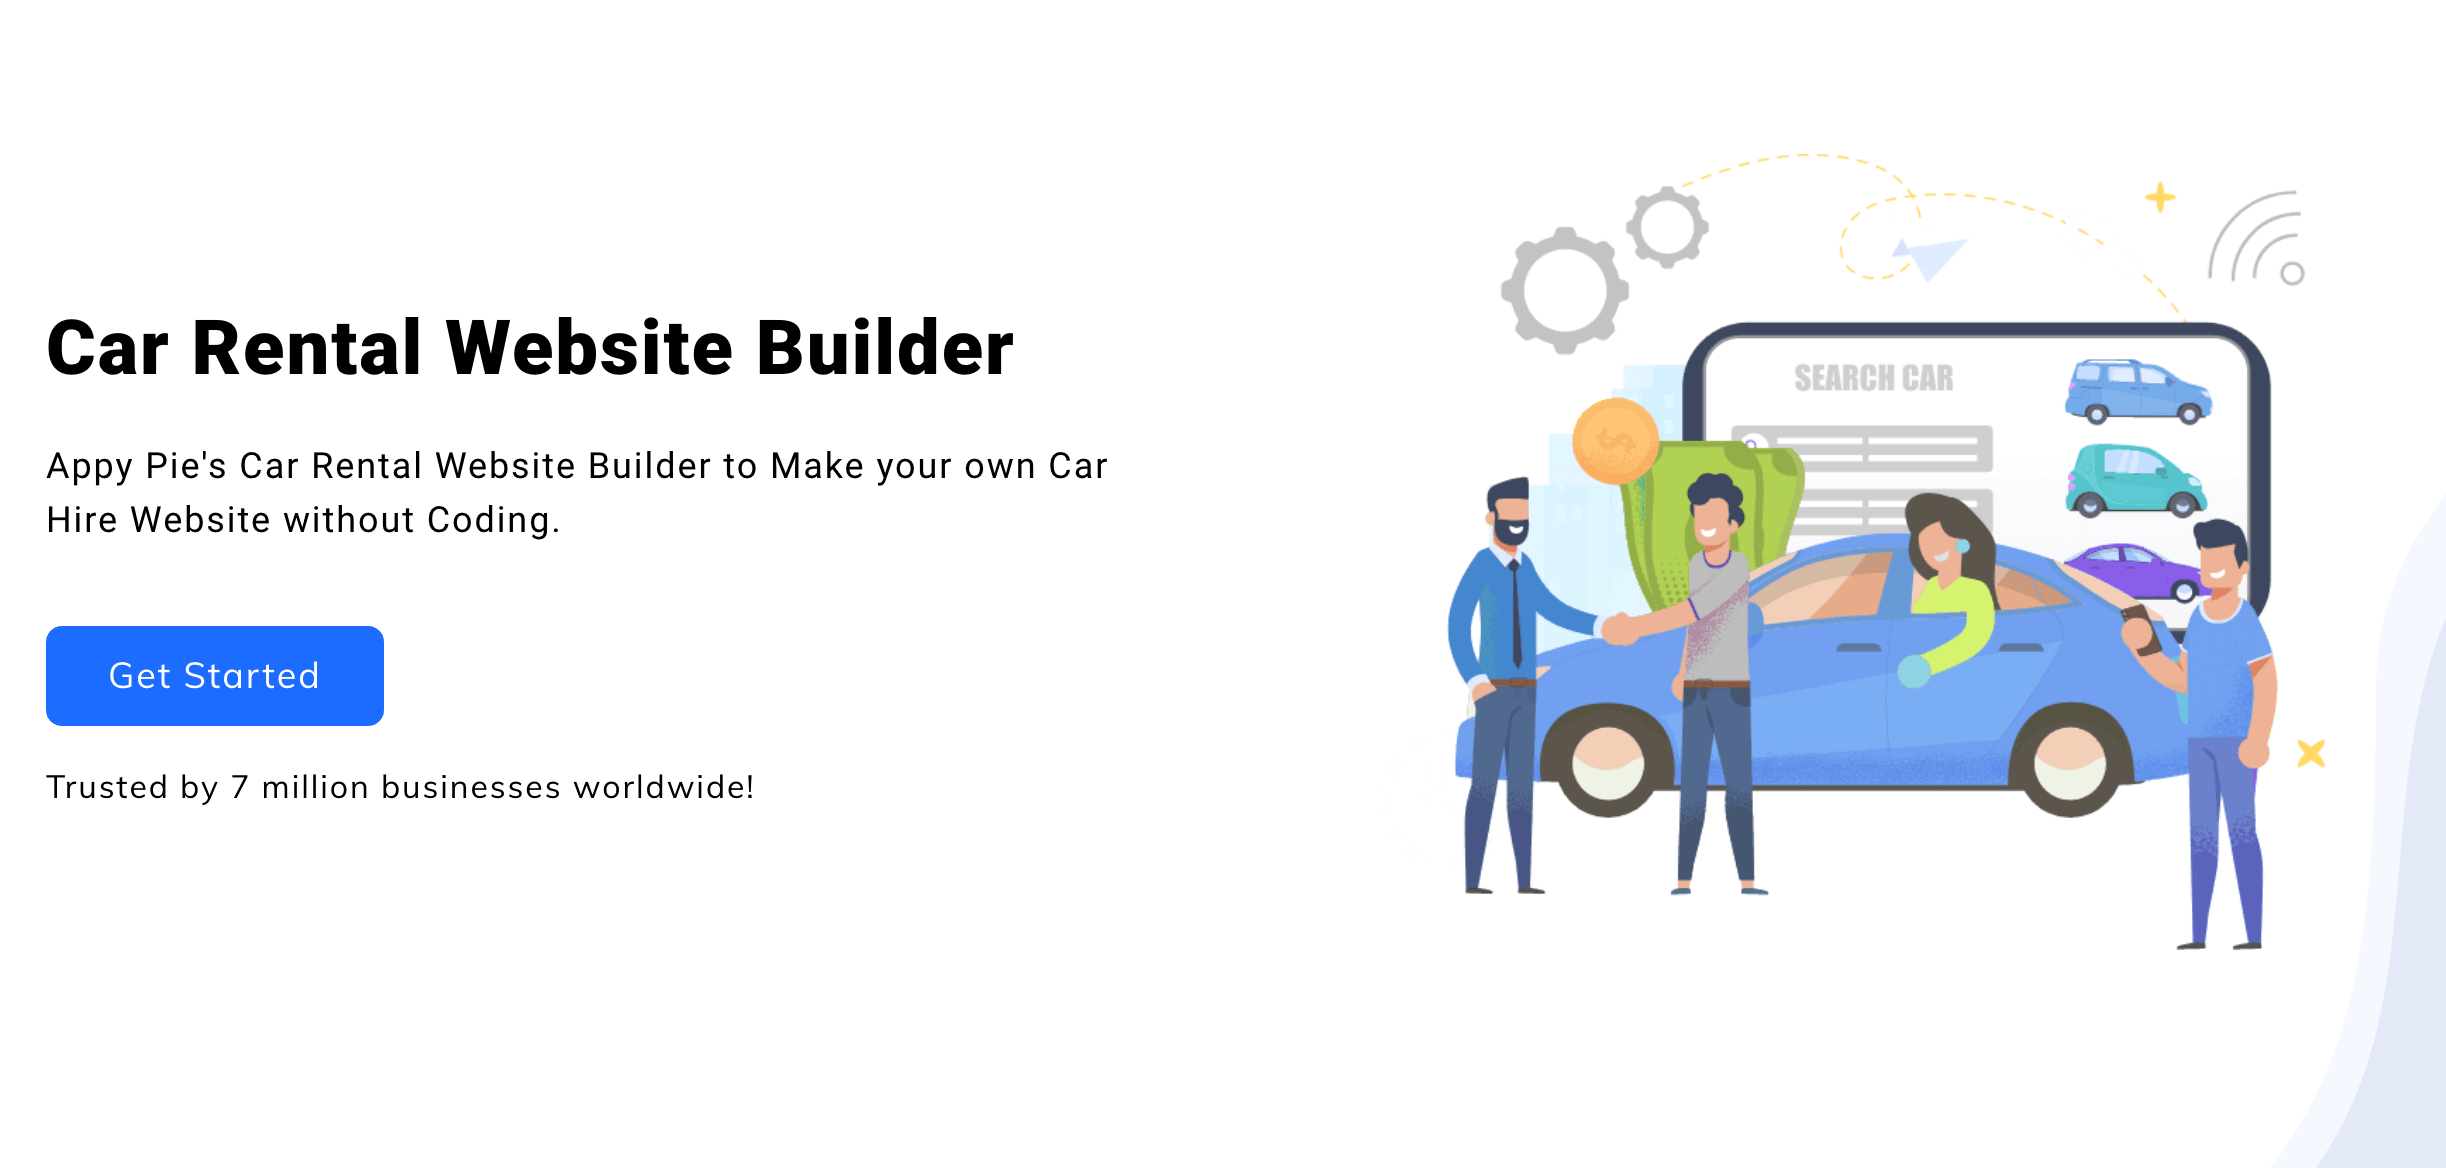 Car Rental Website Builder
Appy Pie's Car Rental Website Builder to Make your own Car
Hire Website without Coding.
Get Started
Trusted by 7 million businesses worldwide!
SEARCH CAR
$